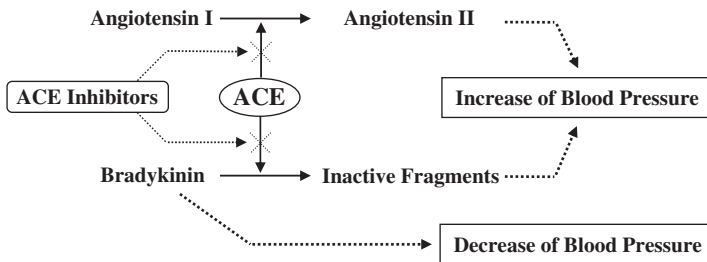 Angiotensin I
Angiotensin II
ACE Inhibitors
ACE
Increase of Blood Pressure
Bradykinin
Inactive Fragments
Decrease of Blood Pressure